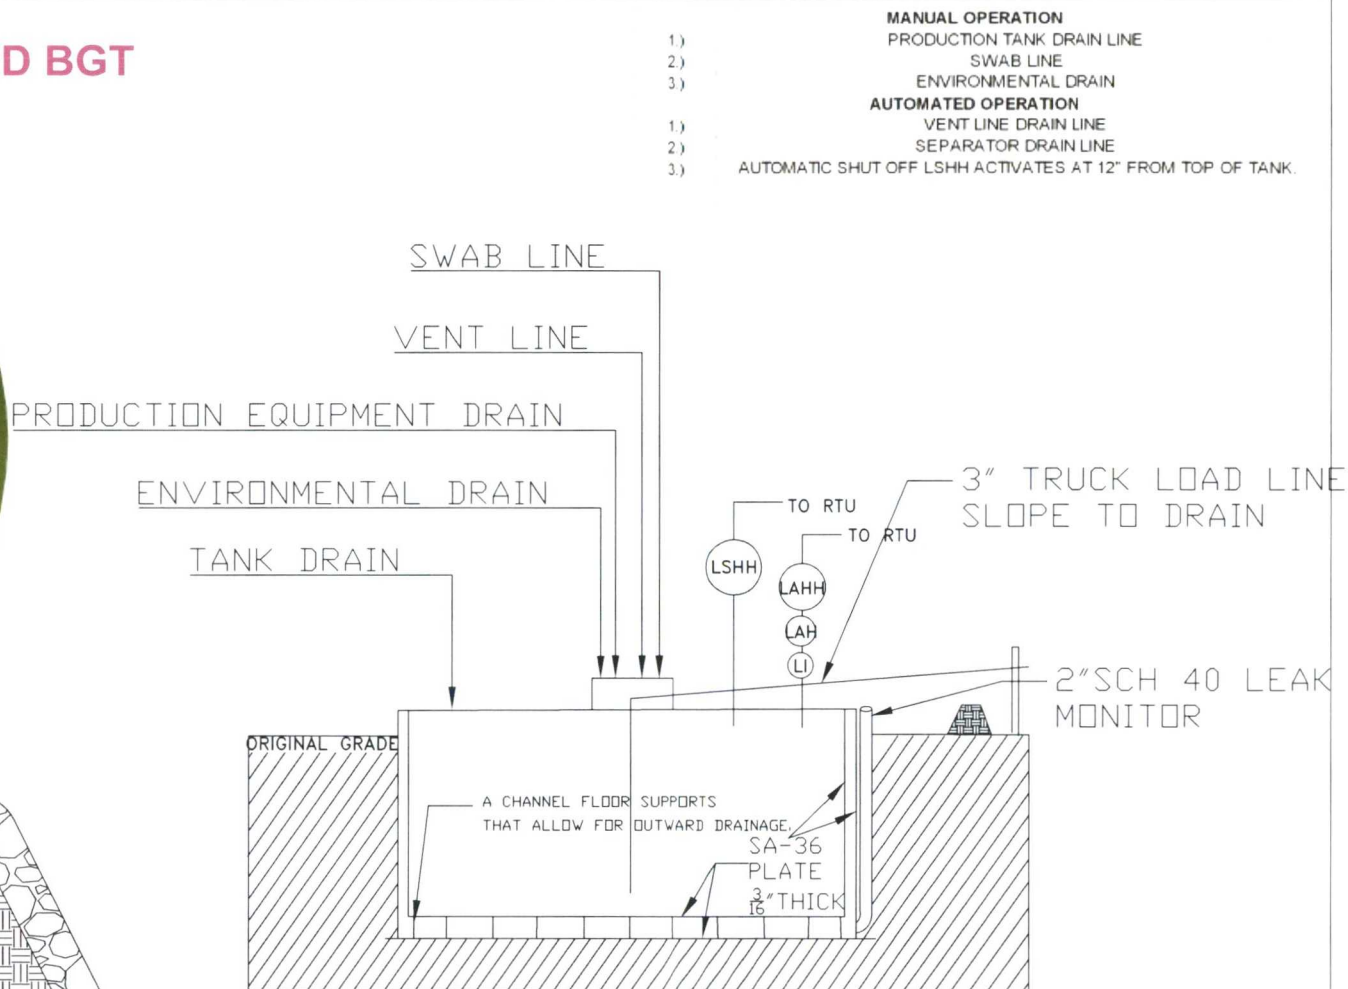 D BGT
MANUAL OPERATION
1.) PRODUCTION TANK DRAIN LINE
2.) SWAB LINE
3.) ENVIRONMENTAL DRAIN
AUTOMATED OPERATION
1.) VENT LINE DRAIN LINE
2.) SEPARATOR DRAIN LINE
3.) AUTOMATIC SHUT OFF LSHH ACTIVATES AT 12" FROM TOP OF TANK.
SWAB LINE
VENT LINE
PRODUCTION EQUIPMENT DRAIN
ENVIRONMENTAL DRAIN
TANK DRAIN
TO RTU
TO RTU
LSHH
LAHH
LAH
LI
3" TRUCK LOAD LINE
SLOPE TO DRAIN
2"SCH 40 LEAK
MONITOR
ORIGINAL GRADE
A CHANNEL FLOOR SUPPORTS
THAT ALLOW FOR OUTWARD DRAINAGE.
SA-36
PLATE
3/16" THICK